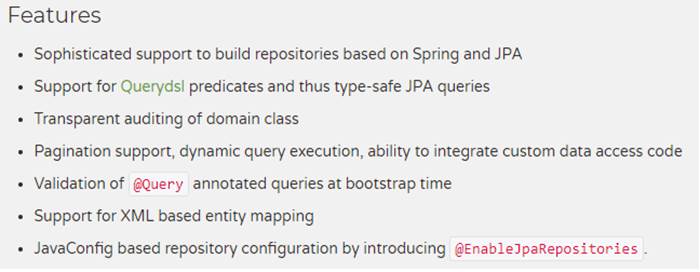 Features
• Sophisticated support to build repositories based on Spring and JPA
• Support for Querydsl predicates and thus type-safe JPA queries
• Transparent auditing of domain class
• Pagination support, dynamic query execution, ability to integrate custom data access code
• Validation of @Query annotated queries at bootstrap time
• Support for XML based entity mapping
• JavaConfig based repository configuration by introducing @EnableJpaRepositories.